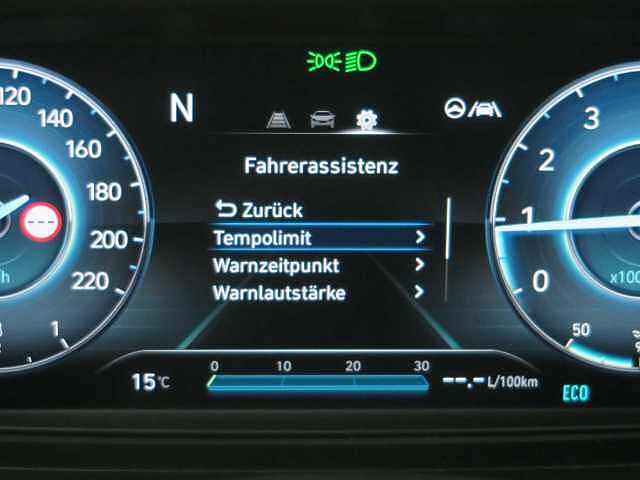 N
Fahrerassistenz
Zurück
Tempolimit
Warnzeitpunkt
Warnlautstärke
120
140
160
180
200
220
---
h
1
3
2
1
0
x100
50
0 10 20 30
15°C
--.- L/100km
ECO